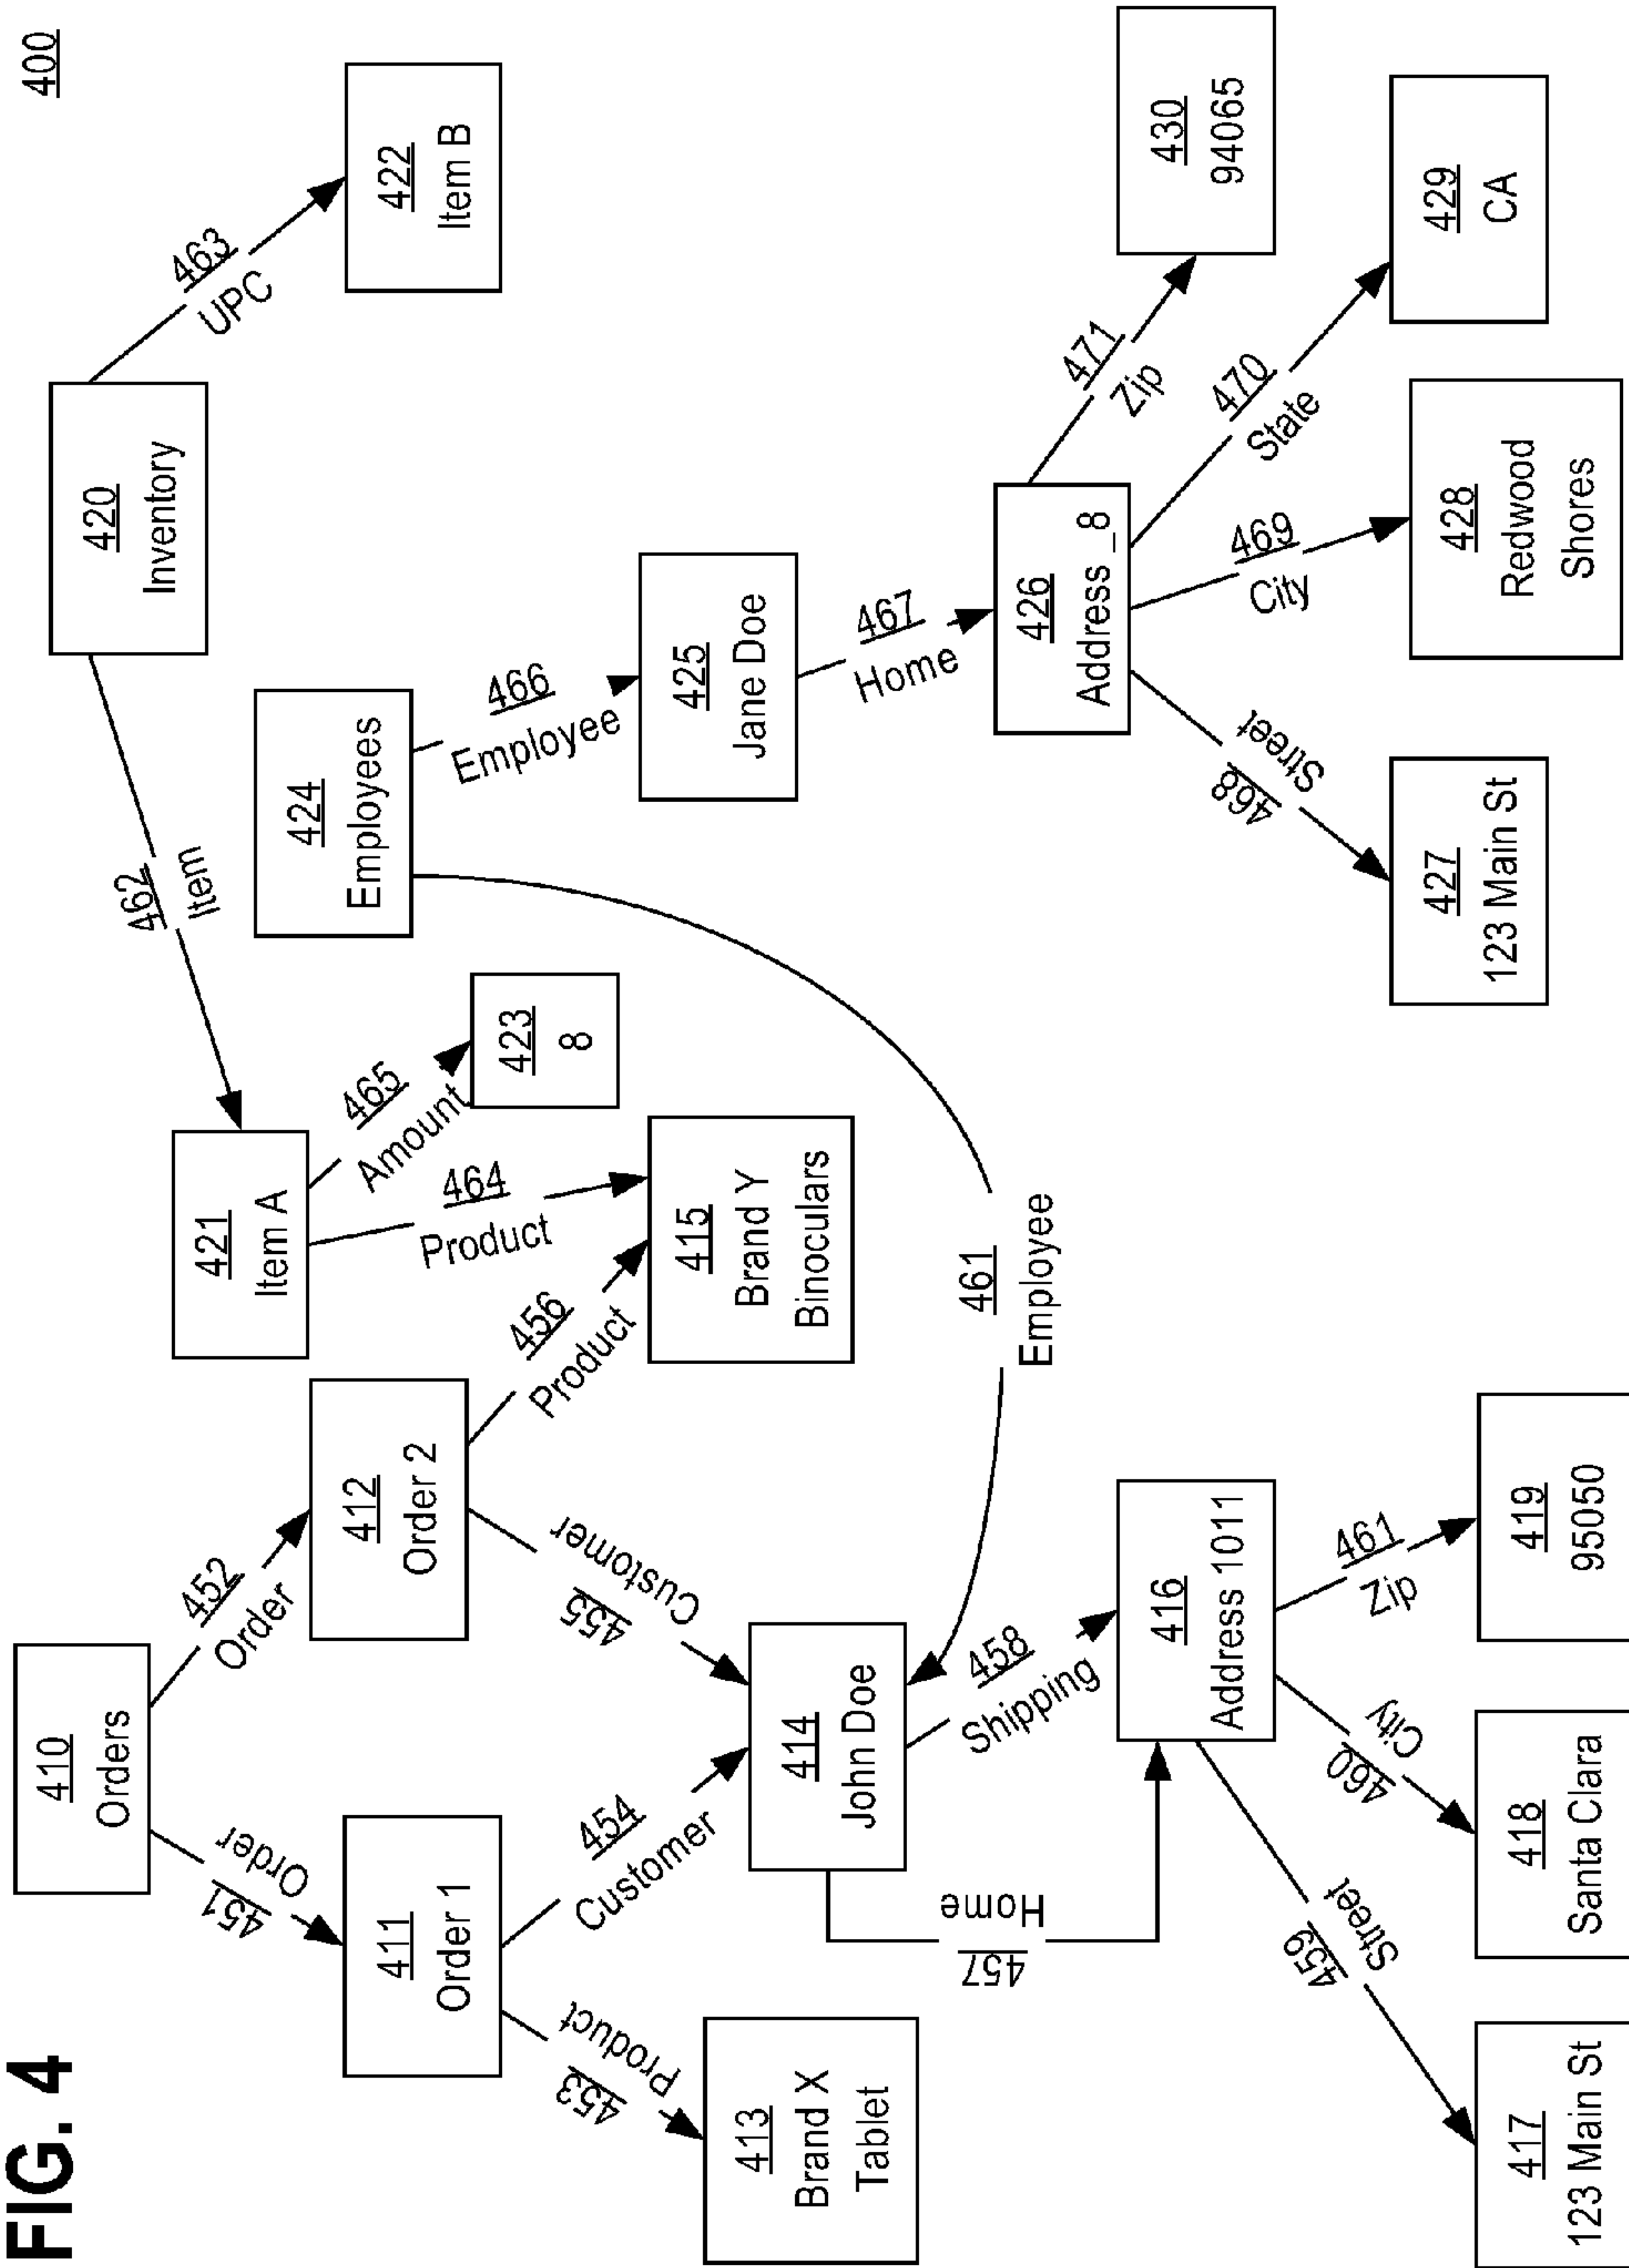 FIG. 4
400
410
Orders
451
Order
452
Order
411
Order 1
412
Order 2
453
Product
454
Customer
455
Customer
456
Product
413
Brand X
Tablet
414
John Doe
415
Brand Y
Binoculars
457
Home
458
Shipping
416
Address 1011
459
Street
460
City
461
Zip
417
123 Main St
418
Santa Clara
419
95050
420
Inventory
462
Item
463
UPC
421
Item A
422
Item B
464
Product
465
Amount
423
8
424
Employees
461
Employee
466
Employee
425
Jane Doe
467
Home
426
Address _8
468
Street
469
City
470
State
471
Zip
427
123 Main St
428
Redwood
Shores
429
CA
430
94065